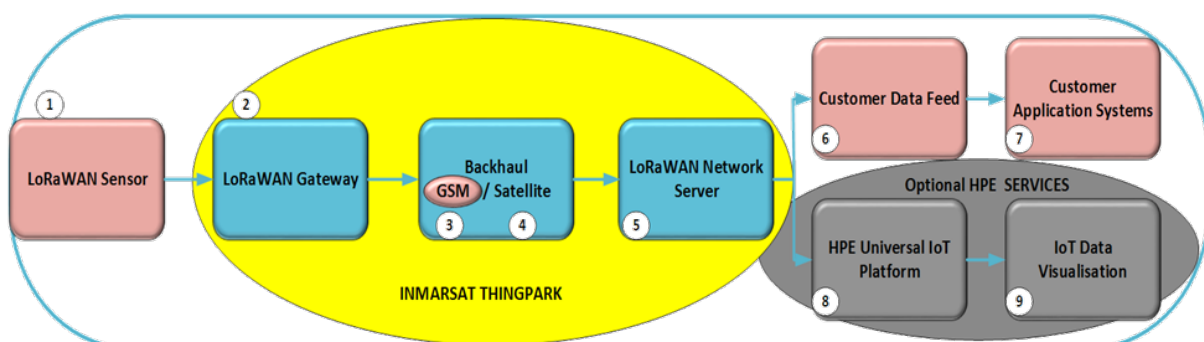 1
LoRaWAN Sensor
2
LoRaWAN Gateway
Backhaul
GSM / Satellite
3 4
LoRaWAN Network
Server
5
INMARSAT THINGPARK
Customer Data Feed
6
Customer
Application Systems
7
Optional HPE SERVICES
HPE Universal IoT
Platform
8
IoT Data
Visualisation
9